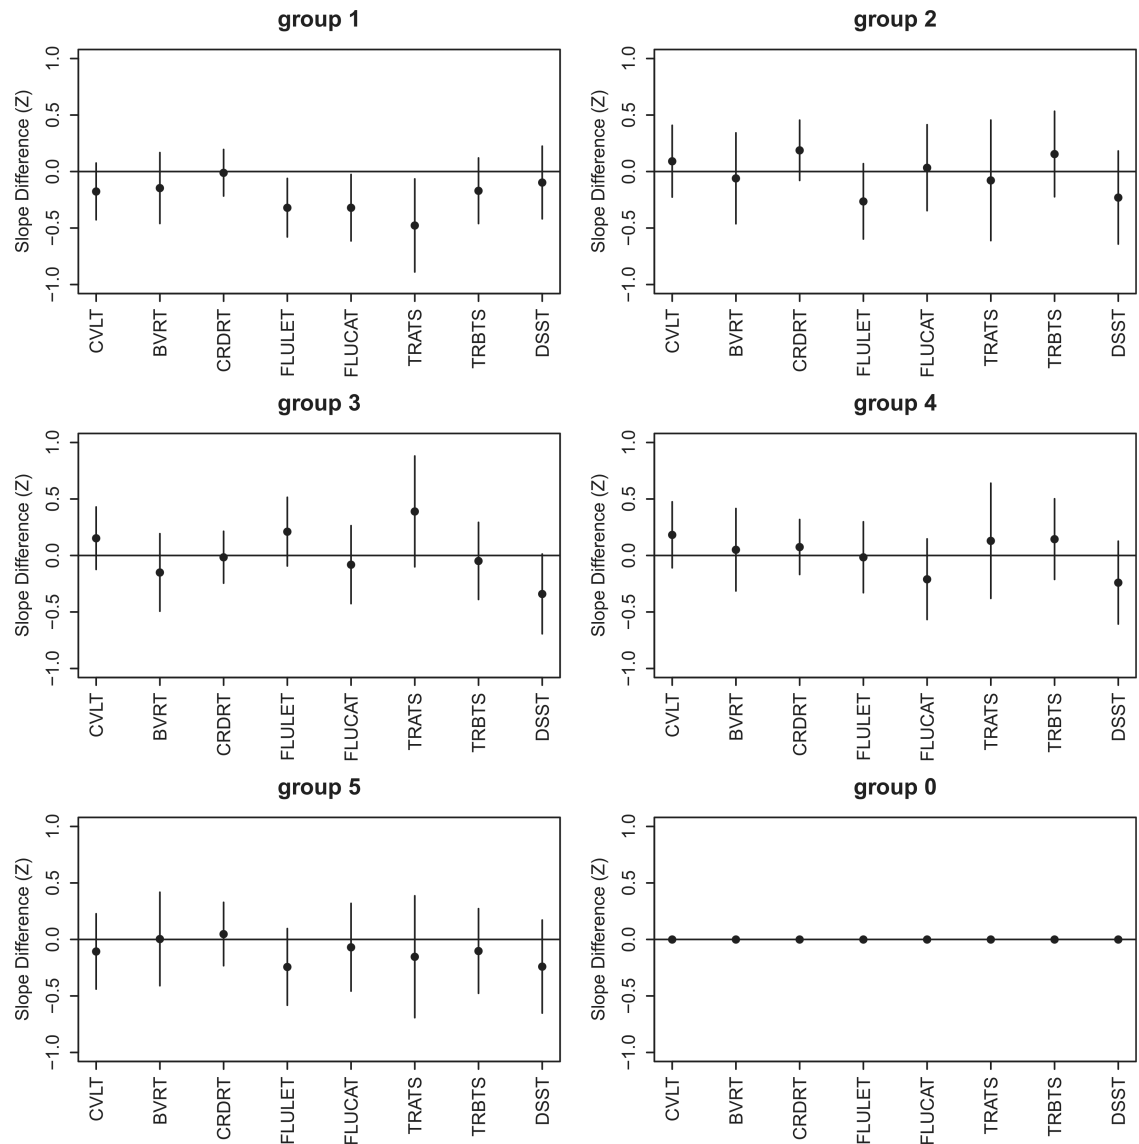 group 1
Slope Difference (Z)
1.0
0.5
0.0
−0.5
−1.0
CVLT
BVRT
CRDRT
FLULET
FLUCAT
TRATS
TRBTS
DSST
group 2
Slope Difference (Z)
1.0
0.5
0.0
−0.5
−1.0
CVLT
BVRT
CRDRT
FLULET
FLUCAT
TRATS
TRBTS
DSST
group 3
Slope Difference (Z)
1.0
0.5
0.0
−0.5
−1.0
CVLT
BVRT
CRDRT
FLULET
FLUCAT
TRATS
TRBTS
DSST
group 4
Slope Difference (Z)
1.0
0.5
0.0
−0.5
−1.0
CVLT
BVRT
CRDRT
FLULET
FLUCAT
TRATS
TRBTS
DSST
group 5
Slope Difference (Z)
1.0
0.5
0.0
−0.5
−1.0
CVLT
BVRT
CRDRT
FLULET
FLUCAT
TRATS
TRBTS
DSST
group 0
Slope Difference (Z)
1.0
0.5
0.0
−0.5
−1.0
CVLT
BVRT
CRDRT
FLULET
FLUCAT
TRATS
TRBTS
DSST